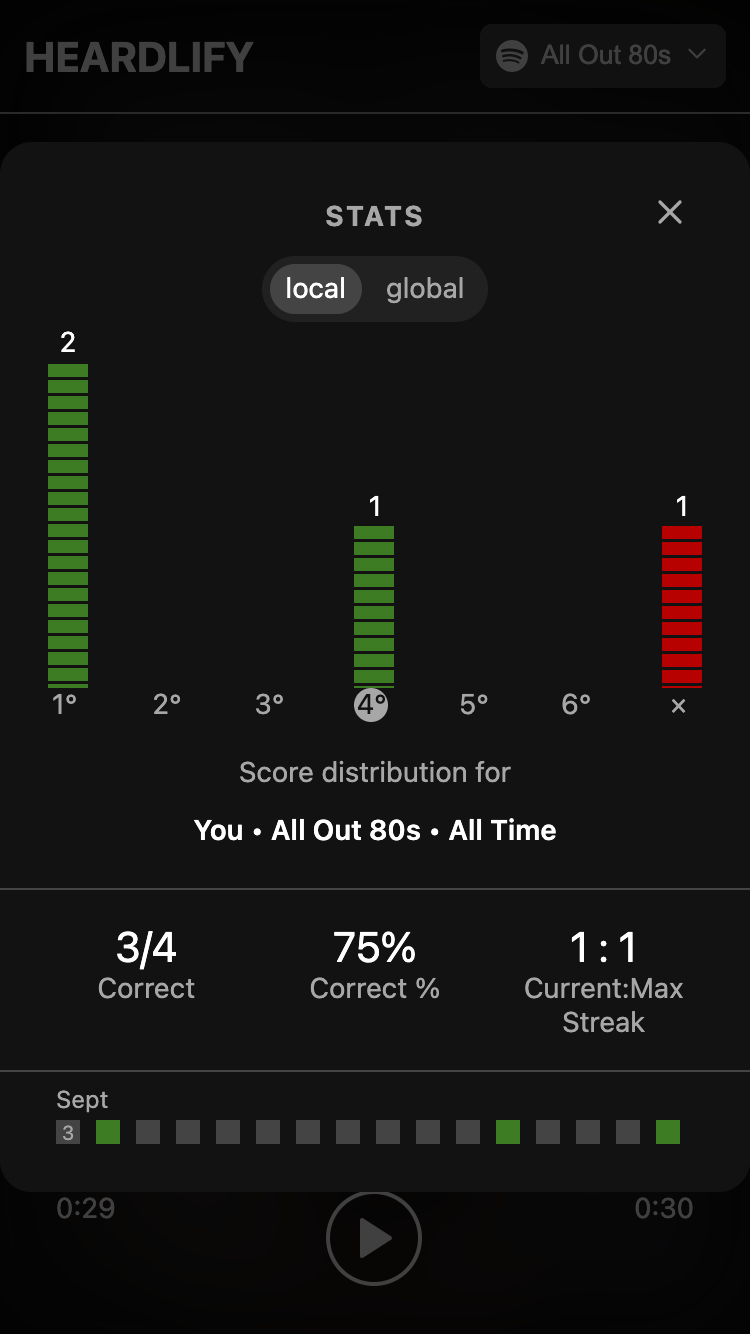 HEARDLIFY
All Out 80s
STATS
local global
2
1
1
1° 2° 3° 4° 5° 6° ×
Score distribution for
You • All Out 80s • All Time
3/4 75% 1 : 1
Correct Correct % Current:Max
Streak
Sept
3
0:29 0:30